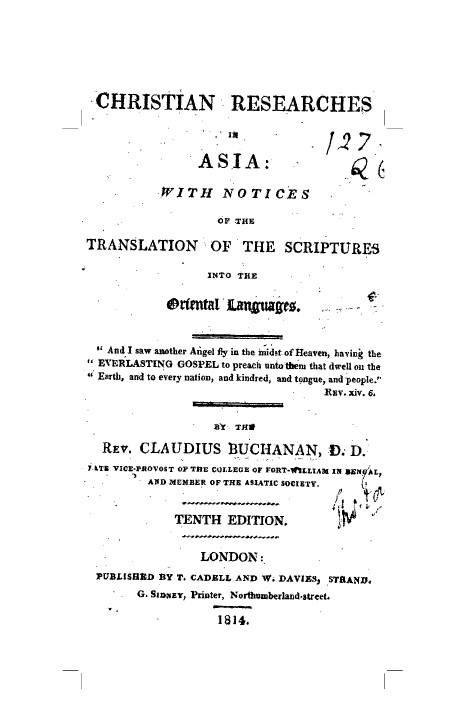 CHRISTIAN RESEARCHES
IN
ASIA:
127
WITH NOTICES
OF THE
TRANSLATION OF THE SCRIPTURES
INTO THE
Oriental Languages.
" And I saw another Angel fly in the midst of Heaven, having the
" EVERLASTING GOSPEL to preach unto them that dwell on the
" Earth, and to every nation, and kindred, and tongue, and people."
REV. xiv. 6.
BY THE
REV. CLAUDIUS BUCHANAN, D. D.
LATE VICE-PROVOST OF THE COLLEGE OF FORT-WILLIAM IN BENGAL,
AND MEMBER OF THE ASIATIC SOCIETY.
TENTH EDITION.
LONDON:
PUBLISHED BY T. CADELL AND W. DAVIES, STRAND.
G. SIDNEY, Printer, Northumberland-street.
1814.